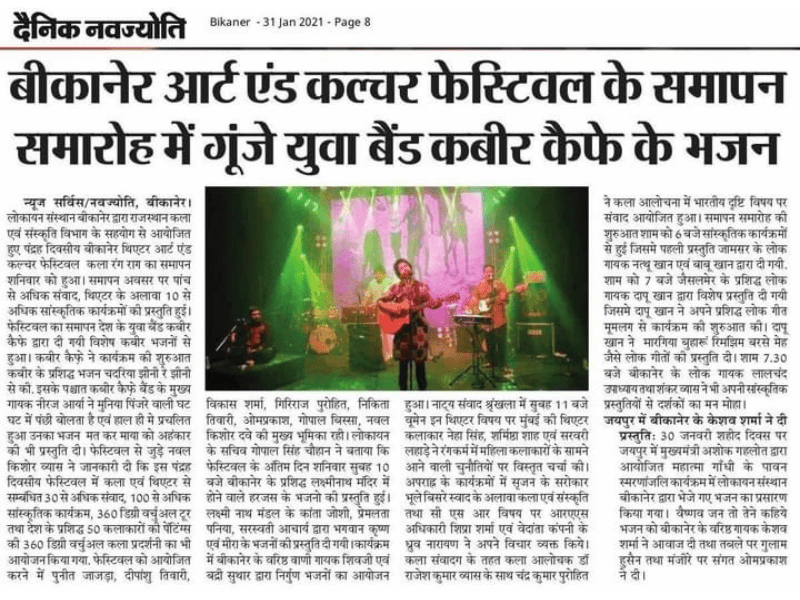 दैनिक नवज्योति
Bikaner - 31 Jan 2021 - Page 8
बीकानेर आर्ट एंड कल्चर फेस्टिवल के समापन
समारोह में गूंजे युवा बैंड कबीर कैफे के भजन
न्यूज सर्विस/नवज्योति, बीकानेर।
लोकायन संस्थान बीकानेर द्वारा राजस्थान कला
एवं संस्कृति विभाग के सहयोग से आयोजित
हुए पंद्रह दिवसीय बीकानेर थिएटर आर्ट एंड
कल्चर फेस्टिवल कला रंग राग का समापन
शनिवार को हुआ। समापन अवसर पर पांच
से अधिक संवाद, थिएटर के अलावा 10 से
अधिक सांस्कृतिक कार्यक्रमों की प्रस्तुति हुई।
फेस्टिवल का समापन देश के युवा बैंड कबीर
कैफे द्वारा दी गयी विशेष कबीर भजनों से
हुआ। कबीर कैफे ने कार्यक्रम की शुरुआत
कबीर के प्रसिद्ध भजन चदरिया झीनी रे झीनी
से की. इसके पश्चात कबीर कैफे बैंड के मुख्य
गायक नीरज आर्या ने मुनिया पिंजरे वाली घट
घट में पंछी बोलता है एवं हाल ही मे प्रचलित
हुआ उनका भजन मत कर माया को अहंकार
की भी प्रस्तुति दी। फेस्टिवल से जुड़े नवल
किशोर व्यास ने जानकारी दी कि इस पंद्रह
दिवसीय फेस्टिवल में कला एवं थिएटर से
सम्बंधित 30 से अधिक संवाद, 100 से अधिक
सांस्कृतिक कार्यक्रम, 360 डिग्री वर्चुअल टूर
तथा देश के प्रसिद्ध 50 कलाकारों की पेंटिंग्स
की 360 डिग्री वर्चुअल कला प्रदर्शनी का भी
आयोजन किया गया. फेस्टिवल को आयोजित
करने में पुनीत जाजड़ा, दीपांशु तिवारी,
विकास शर्मा, गिरिराज पुरोहित, निकिता
तिवारी, ओमप्रकाश, गोपाल बिस्सा, नवल
किशोर दवे की मुख्य भूमिका रही। लोकायन
के सचिव गोपाल सिंह चौहान ने बताया कि
फेस्टिवल के अंतिम दिन शनिवार सुबह 10
बजे बीकानेर के प्रसिद्ध लक्ष्मीनाथ मंदिर में
होने वाले हरजस के भजनो की प्रस्तुति हुई।
लक्ष्मी नाथ मंडल के कांता जोशी, प्रेमलता
पनिया, सरस्वती आचार्य द्वारा भगवान कृष्ण
एवं मीरा के भजनों की प्रस्तुति दी गयी। कार्यक्रम
में बीकानेर के वरिष्ठ वाणी गायक शिवजी एवं
बद्री सुथार द्वारा निर्गुण भजनों का आयोजन
हुआ। नाट्य संवाद श्रृंखला में सुबह 11 बजे
वूमेन इन थिएटर विषय पर मुंबई की थिएटर
कलाकार नेहा सिंह, शर्मिष्ठा शाह एवं सरवरी
लहाड़े ने रंगकर्म में महिला कलाकारों के सामने
आने वाली चुनौतियों पर विस्तृत चर्चा की।
अपराह्न के कार्यक्रमों में सृजन के सरोकार
भूले बिसरे स्वाद के अलावा कला एवं संस्कृति
तथा सी एस आर विषय पर आरएएस
अधिकारी शिप्रा शर्मा एवं वेदांता कंपनी के
ध्रुव नारायण ने अपने विचार व्यक्त किये।
कला संवादग के तहत कला आलोचक डॉ
राजेश कुमार व्यास के साथ चंद्र कुमार पुरोहित
ने कला आलोचना में भारतीय दृष्टि विषय पर
संवाद आयोजित हुआ। समापन समारोह की
शुरुआत शाम को 6 बजे सांस्कृतिक कार्यक्रमों
से हुई जिसमे पहली प्रस्तुति जामसर के लोक
गायक नत्थू खान एवं बाबू खान द्वारा दी गयी.
शाम को 7 बजे जैसलमेर के प्रसिद्ध लोक
गायक दापू खान द्वारा विशेष प्रस्तुति दी गयी
जिसमे दापू खान ने अपने प्रसिद्ध लोक गीत
मूमलग से कार्यक्रम की शुरुआत की। दापू
खान ने मारगिया बुहारूं रिमझिम बरसे मेह
जैसे लोक गीतों की प्रस्तुति दी। शाम 7.30
बजे बीकानेर के लोक गायक लालचंद
उपाध्याय तथा शंकर व्यास ने भी अपनी सांस्कृतिक
प्रस्तुतियों से दर्शकों का मन मोहा।
जयपुर में बीकानेर के केशव शर्मा ने दी
प्रस्तुति: 30 जनवरी शहीद दिवस पर
जयपुर में मुख्यमंत्री अशोक गहलोत द्वारा
आयोजित महात्मा गाँधी के पावन
स्मरणांजलि कार्यक्रम में लोकायन संस्थान
बीकानेर द्वारा भेजे गए भजन का प्रसारण
किया गया। वैष्णव जन तो तेने कहिये
भजन को बीकानेर के वरिष्ठ गायक केशव
शर्मा ने आवाज दी तथा तबले पर गुलाम
हुसैन तथा मंजीरे पर संगत ओमप्रकाश
ने दी।